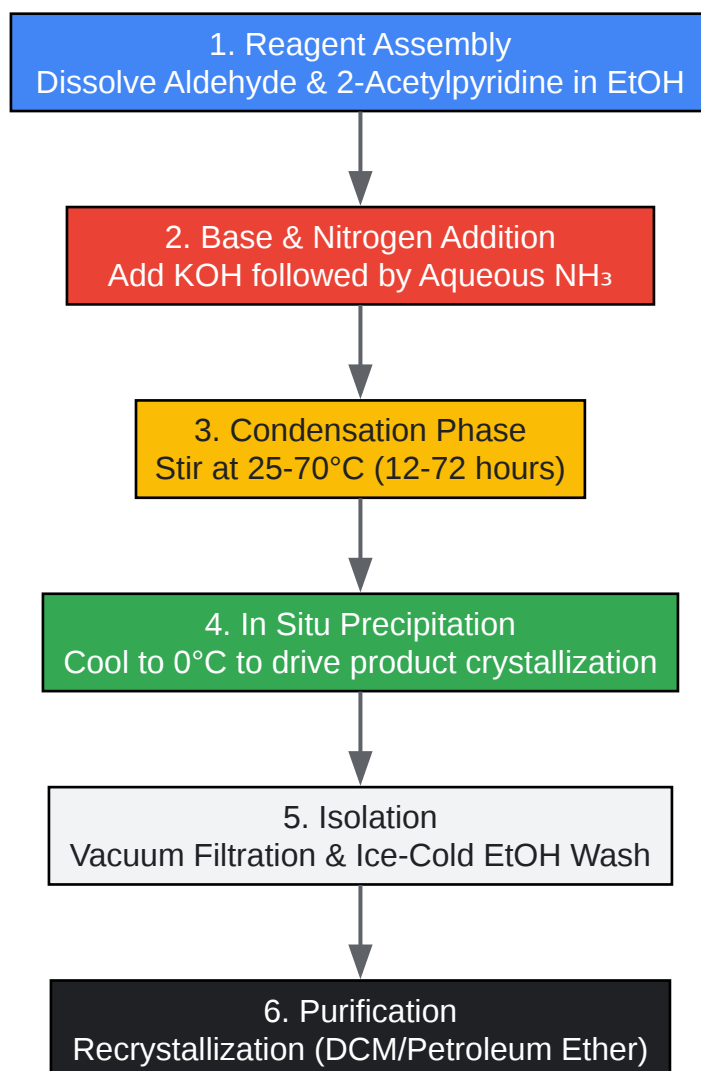 1. Reagent Assembly
Dissolve Aldehyde & 2-Acetylpyridine in EtOH
2. Base & Nitrogen Addition
Add KOH followed by Aqueous NH₃
3. Condensation Phase
Stir at 25-70°C (12-72 hours)
4. In Situ Precipitation
Cool to 0°C to drive product crystallization
5. Isolation
Vacuum Filtration & Ice-Cold EtOH Wash
6. Purification
Recrystallization (DCM/Petroleum Ether)